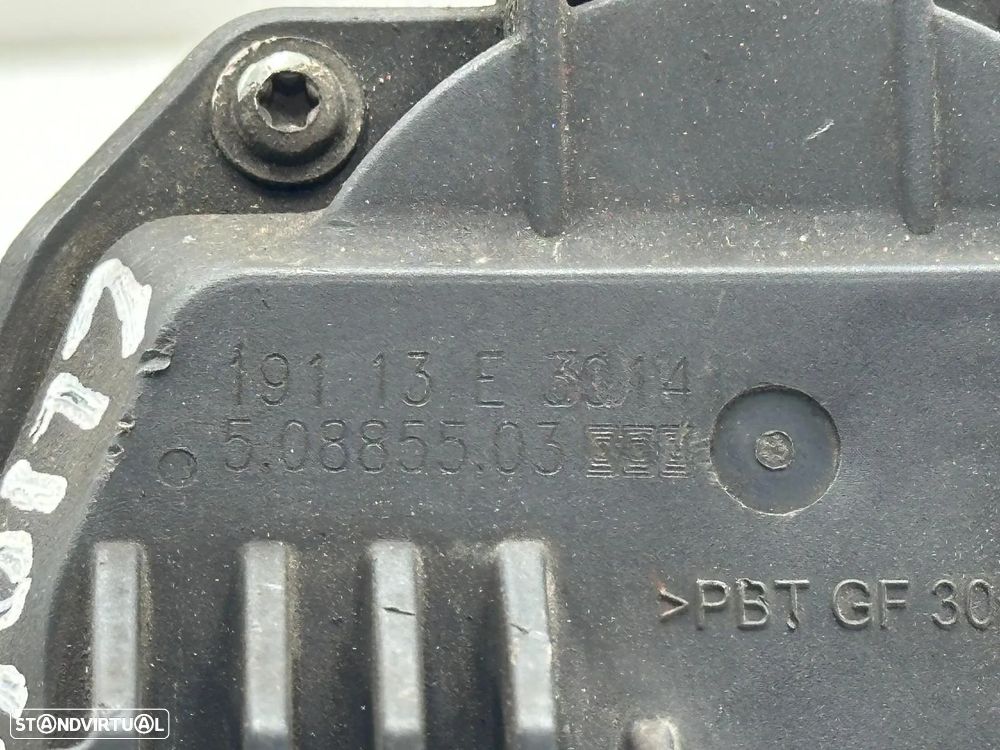 191 13 E 3014
5.08855.03
>PBT GF 30
STANDVIRTUAL